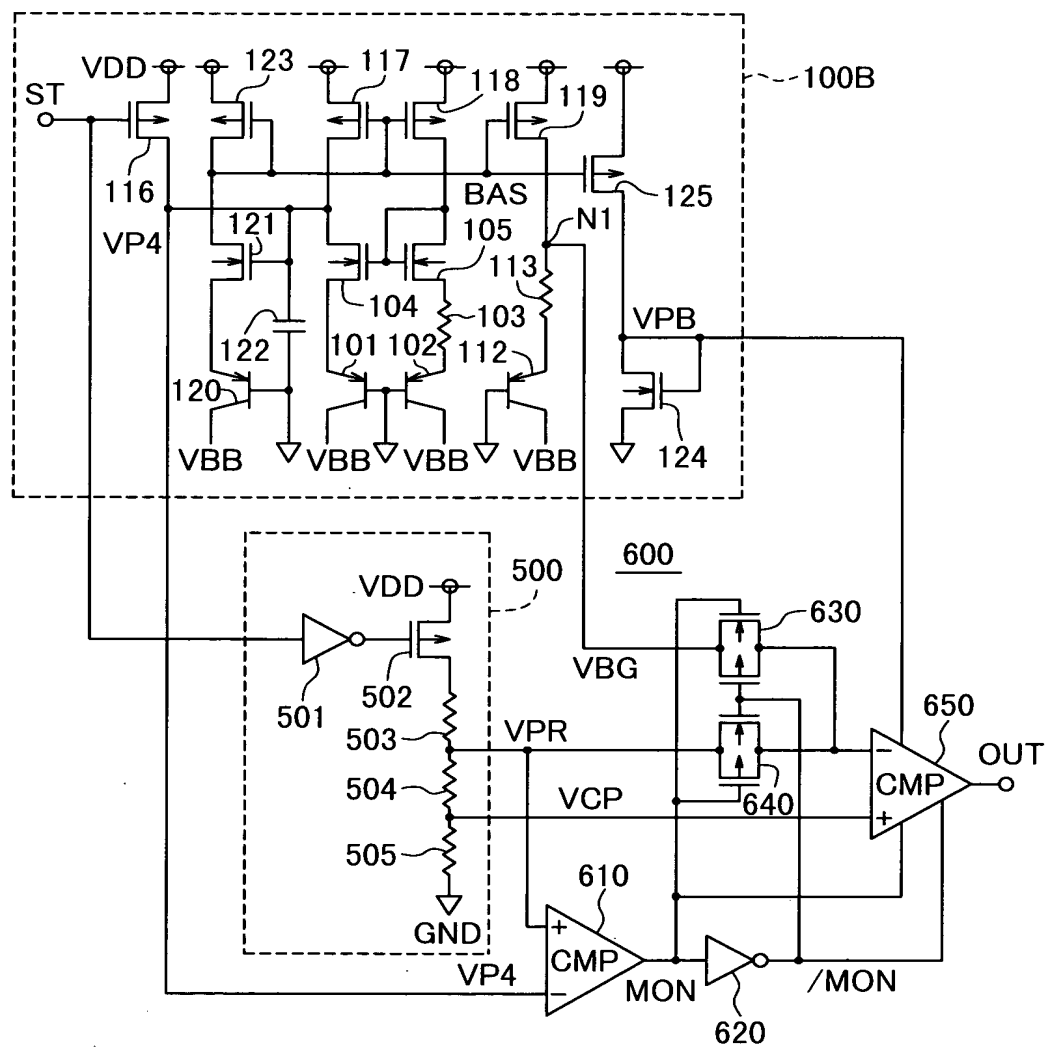 VDD
123
117
118
119
100B
ST
116
BAS
125
N1
VP4
121
105
113
104
103
VPB
122
101
102
112
120
124
VBB
VBB
VBB
VBB
600
500
VDD
630
VBG
501
502
650
503
VPR
OUT
504
VCP
640
−
CMP
+
505
610
GND
+
CMP
−
VP4
MON
/MON
620